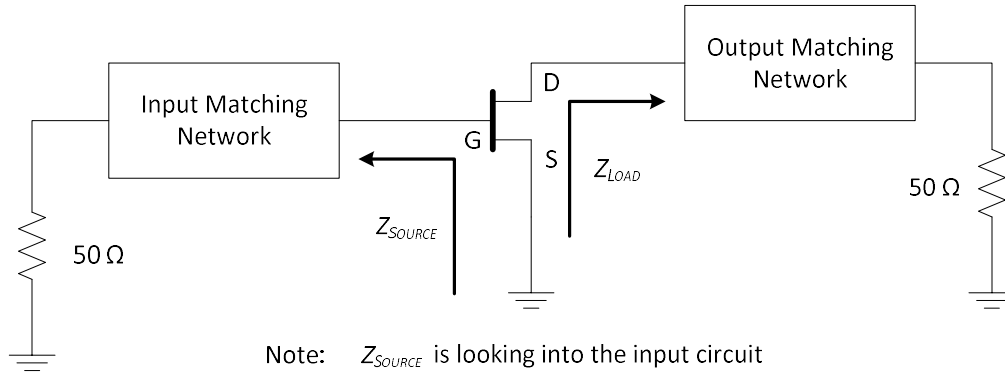 Output Matching
Network
Input Matching
Network
D
G
S
Z_LOAD
Z_SOURCE
50 Ω
50 Ω
Note: Z_SOURCE is looking into the input circuit